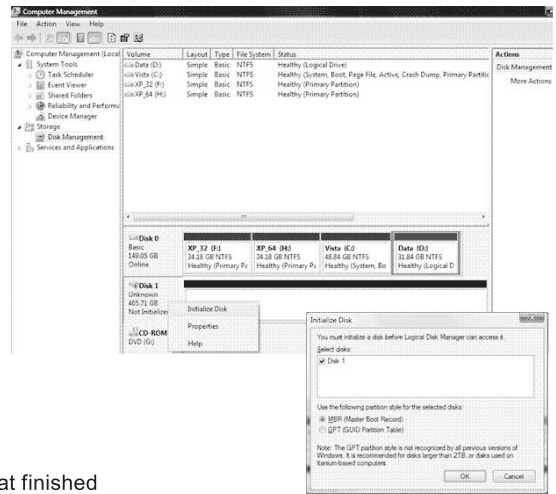 Computer Management
File Action View Help
Computer Management (Local
System Tools
Task Scheduler
Event Viewer
Shared Folders
Reliability and Performa
Device Manager
Storage
Disk Management
Services and Applications
Volume Layout Type File System Status
Data (D:) Simple Basic NTFS Healthy (Logical Drive)
Vista (C:) Simple Basic NTFS Healthy (System, Boot, Page File, Active, Crash Dump, Primary Partitic
XP_32 (F:) Simple Basic NTFS Healthy (Primary Partition)
XP_64 (H:) Simple Basic NTFS Healthy (Primary Partition)
Actions
Disk Management
More Actions
Disk 0
Basic
149.05 GB
Online
XP_32 (F:)
34.18 GB NTFS
Healthy (Primary Pa
XP_64 (H:)
34.18 GB NTFS
Healthy (Primary Pa
Vista (C:)
48.84 GB NTFS
Healthy (System, Bo
Data (D:)
31.84 GB NTFS
Healthy (Logical D
Disk 1
Unknown
465.71 GB
Not Initialize
Initialize Disk
Properties
Help
CD-ROM
DVD (G:)
Initialize Disk
You must initialize a disk before Logical Disk Manager can access it.
Select disks:
Disk 1
Use the following partition style for the selected disks:
MBR (Master Boot Record)
GPT (GUID Partition Table)
Note: The GPT partition style is not recognized by all previous versions of
Windows. It is recommended for disks larger than 2TB, or disks used on
Itanium-based computers.
OK Cancel
at finished